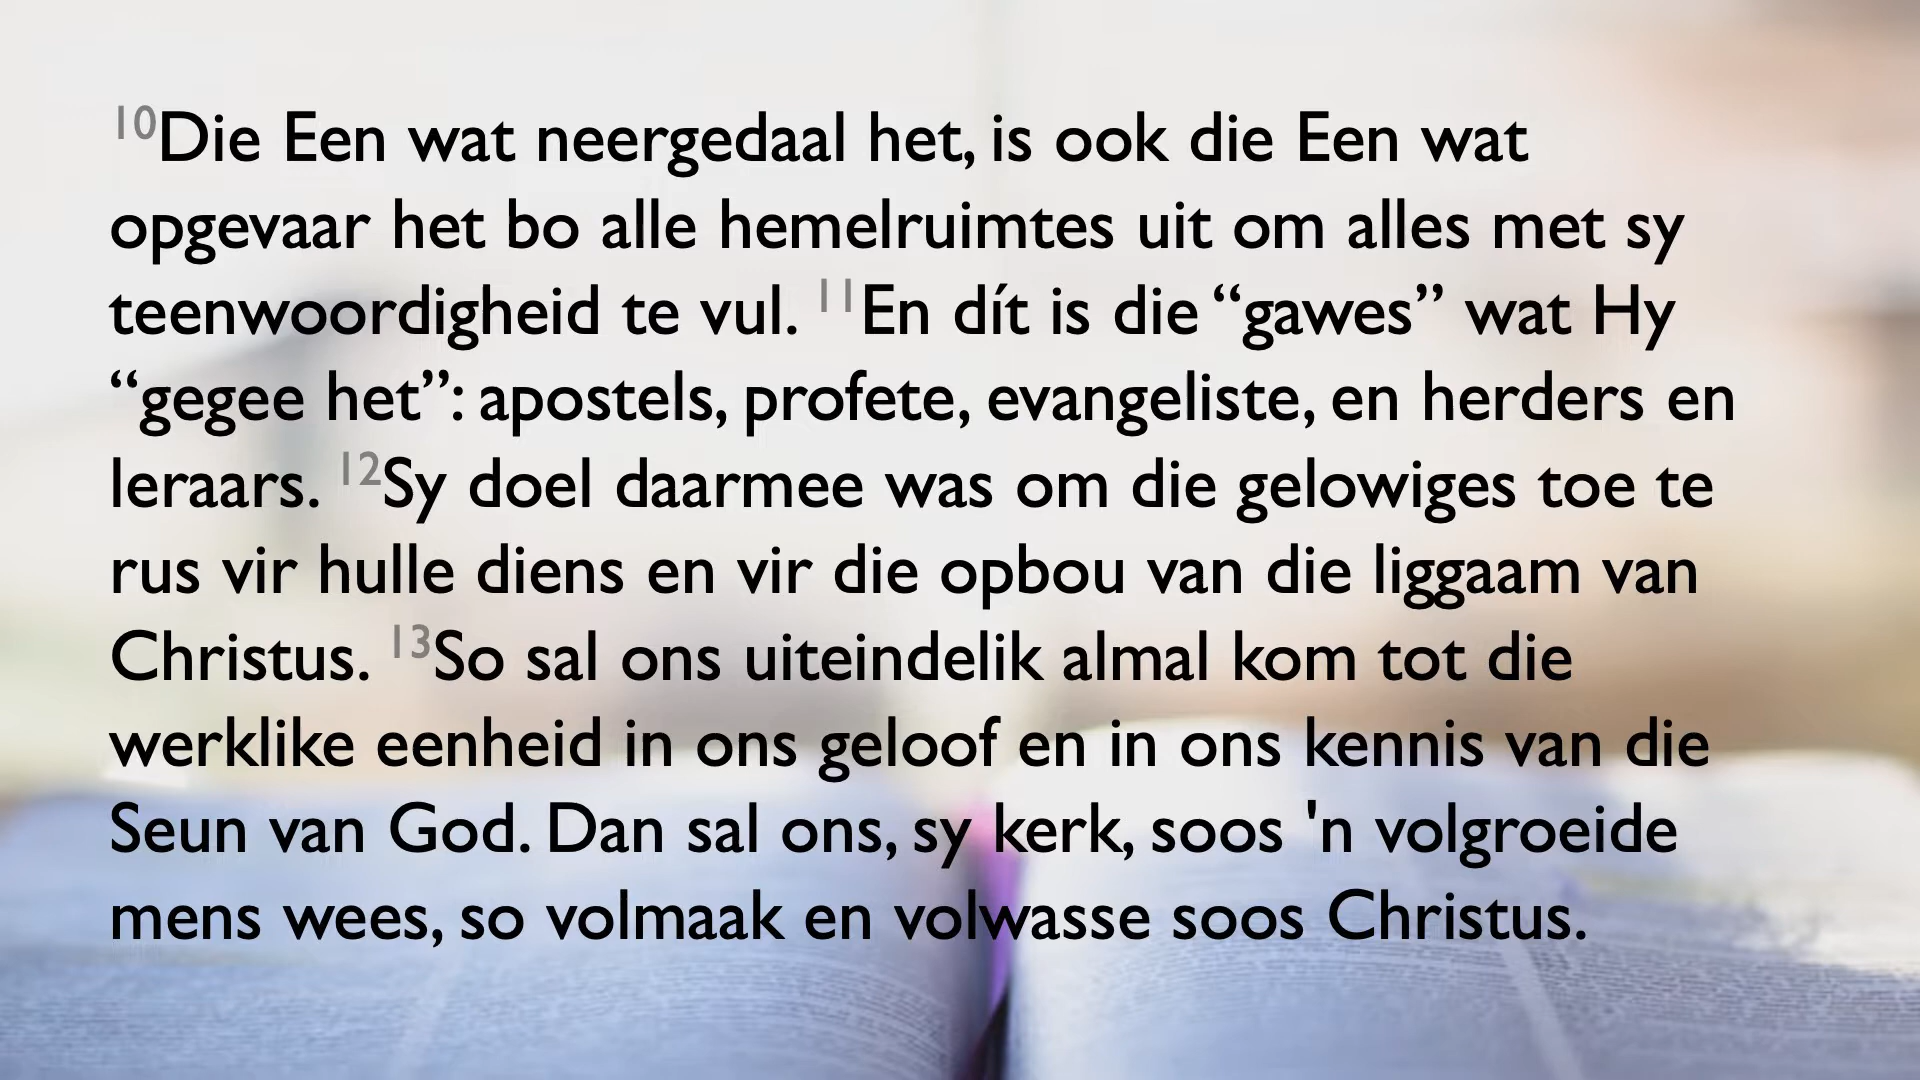 10Die Een wat neergedaal het, is ook die Een wat
opgevaar het bo alle hemelruimtes uit om alles met sy
teenwoordigheid te vul. 11En dít is die “gawes” wat Hy
“gegee het”: apostels, profete, evangeliste, en herders en
leraars. 12Sy doel daarmee was om die gelowiges toe te
rus vir hulle diens en vir die opbou van die liggaam van
Christus. 13So sal ons uiteindelik almal kom tot die
werklike eenheid in ons geloof en in ons kennis van die
Seun van God. Dan sal ons, sy kerk, soos 'n volgroeide
mens wees, so volmaak en volwasse soos Christus.